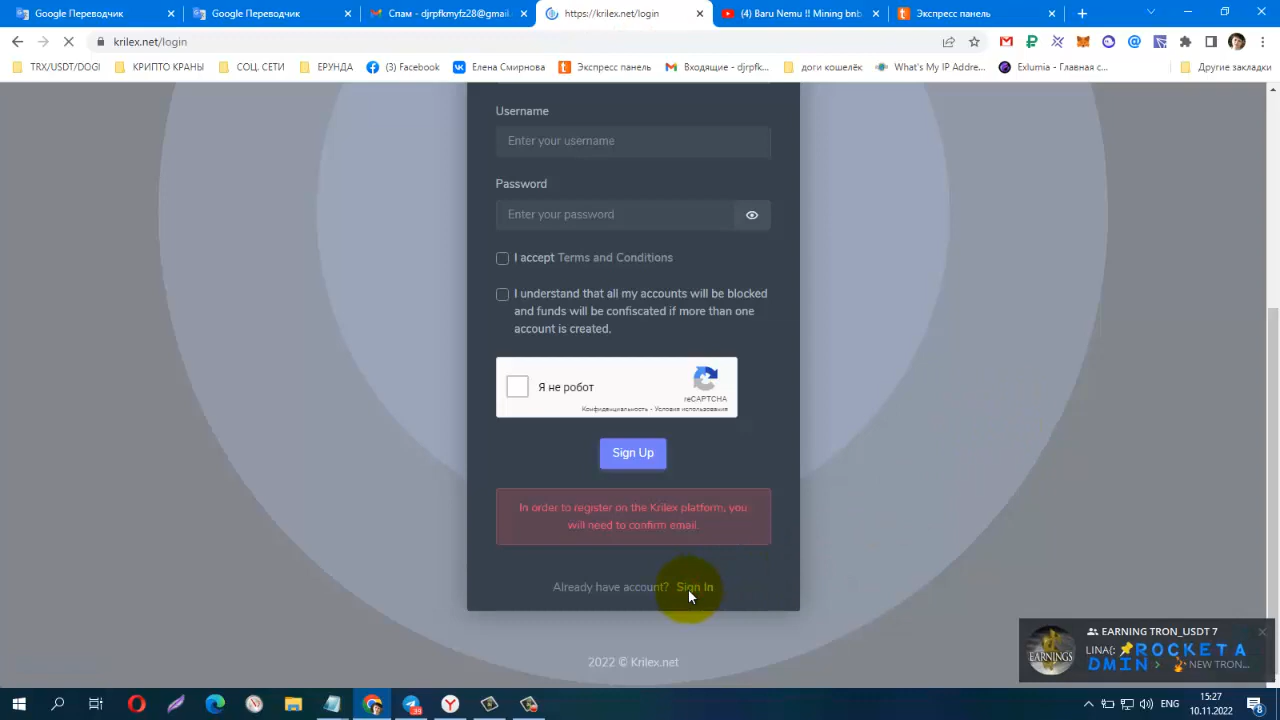 Google Переводчик
Google Переводчик
Спам - djrpfkmyfz28@gmail.
https://krilex.net/login
(4) Baru Nemu !! Mining bnb
Экспресс панель
krilex.net/login
TRX/USDT/DOGI
КРИПТО КРАНЫ
СОЦ. СЕТИ
ЕРУНДА
(3) Facebook
Елена Смирнова
Экспресс панель
Входящие - djrpfk...
доги кошелёк
What's My IP Addre...
Exlumia - Главная с...
Другие закладки
Username
Enter your username
Password
Enter your password
I accept Terms and Conditions
I understand that all my accounts will be blocked
and funds will be confiscated if more than one
account is created.
Я не робот
reCAPTCHA
Конфиденциальность - Условия использования
Sign Up
In order to register on the Krilex platform, you
will need to confirm email.
Already have account? Sign In
2022 © Krilex.net
EARNING TRON_USDT 7
LINA(: 📌ROCKETA
DMIN > NEW TRON...
EARNINGS
ENG
15:27
10.11.2022
8